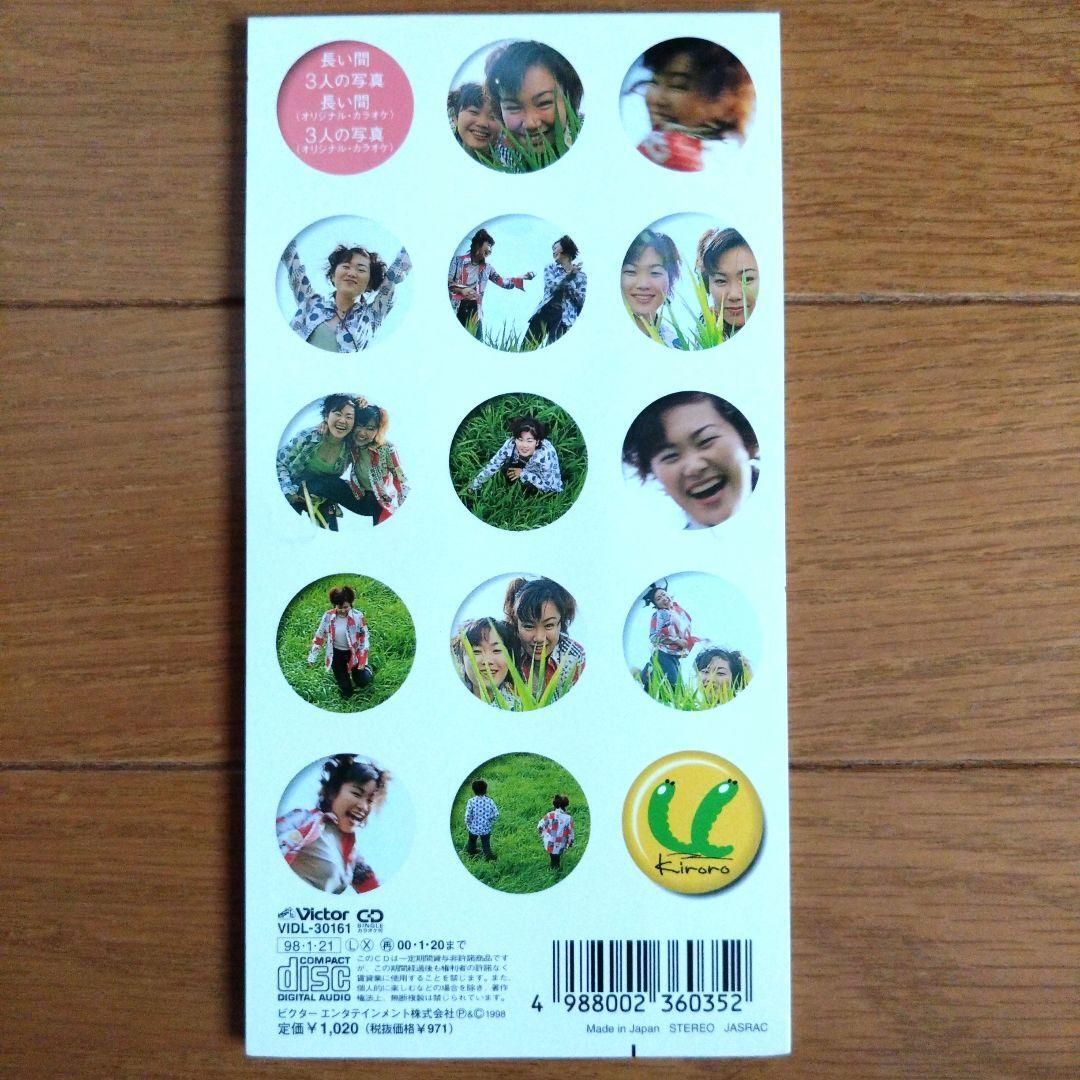 長い間
3人の写真
長い間
(オリジナル・カラオケ)
3人の写真
(オリジナル・カラオケ)
Kiroro
Victor CD
SINGLE
カラオケ付
VIDL-30161
98・1・21 Ⓛ Ⓧ ㊞ 00・1・20まで
COMPACT
disc
DIGITAL AUDIO
このCDは一定期間貸与非許諾商品です
が、この期間経過後も権利者の許諾なく
賃貸業に使用することを禁じます。また、
個人的に楽しむなどの場合を除き、著作
権法上、無断複製は禁じられています。
ビクター エンタテインメント株式会社 Ⓟ&Ⓒ1998
定価¥1,020 (税抜価格¥971)
4 988002 360352
Made in Japan STEREO JASRAC